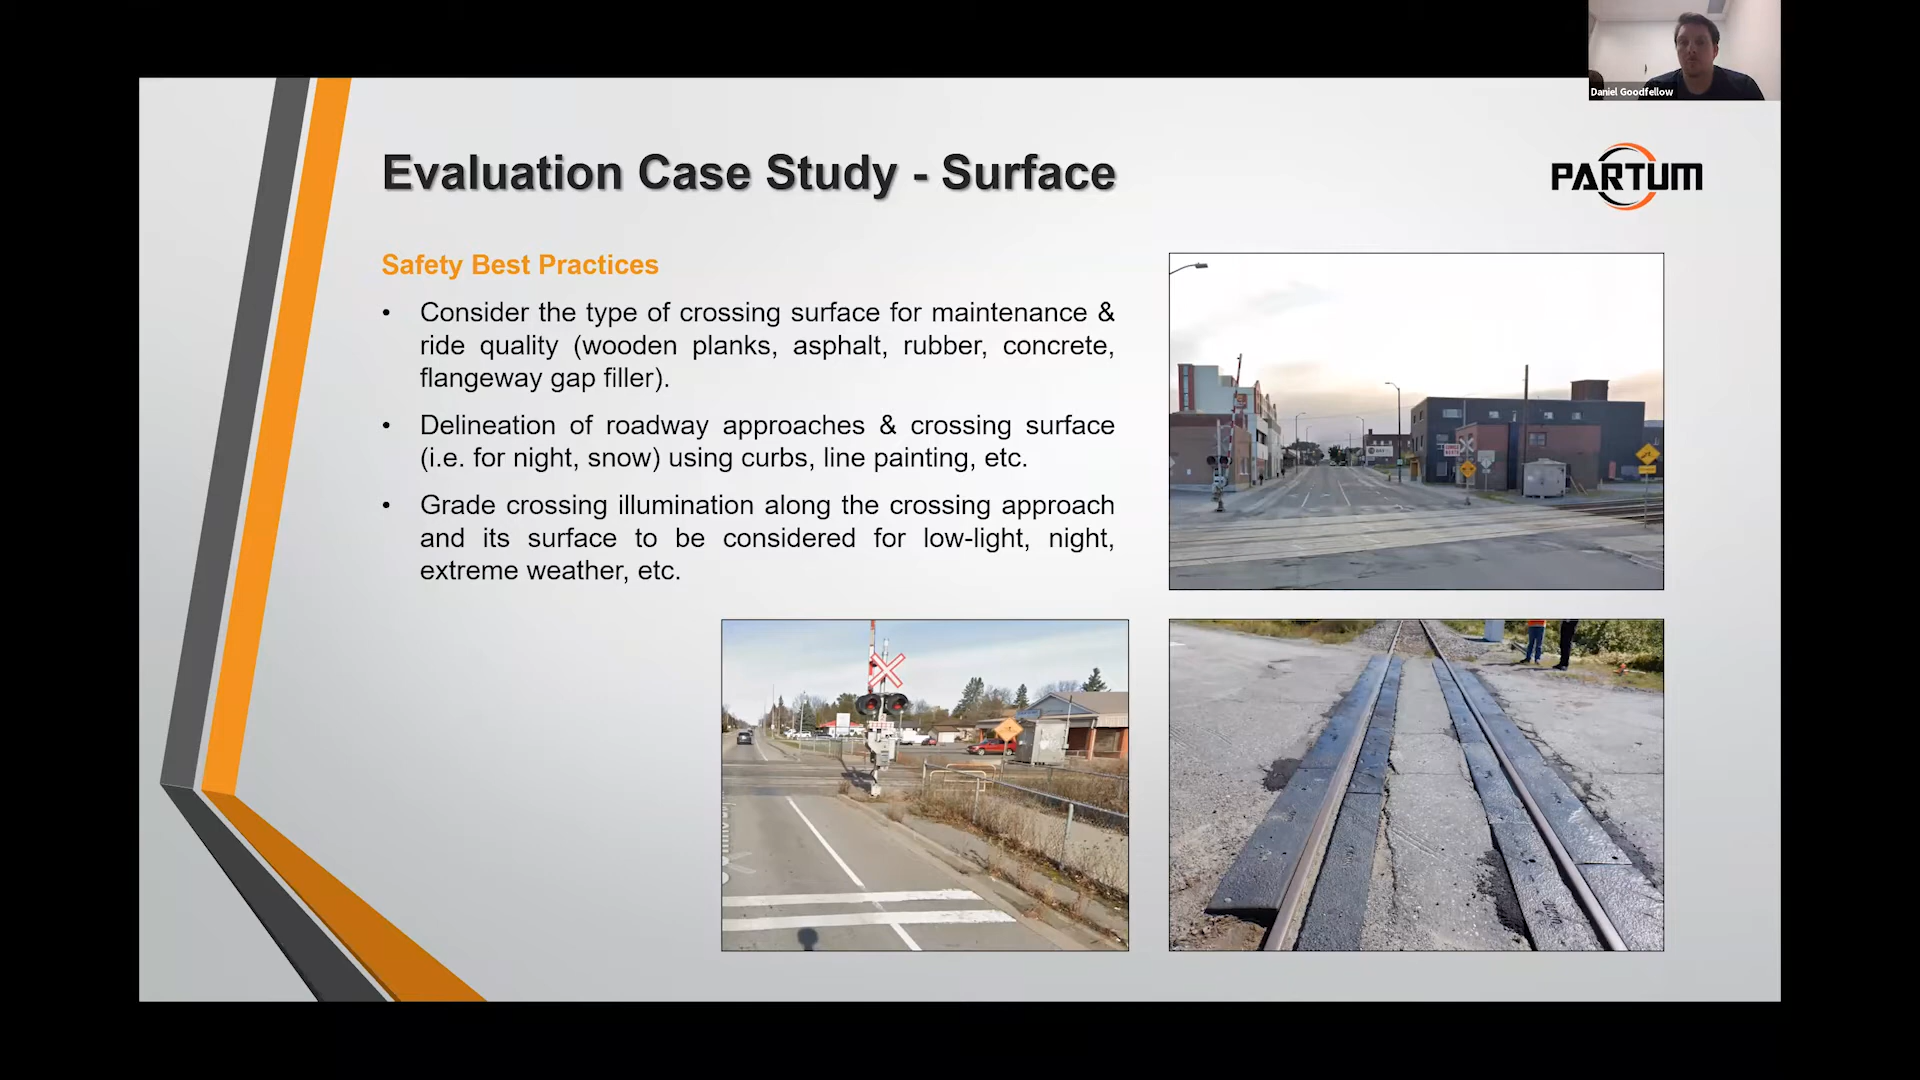 Daniel Goodfellow
Evaluation Case Study - Surface
PARTUM
Safety Best Practices
• Consider the type of crossing surface for maintenance &
ride quality (wooden planks, asphalt, rubber, concrete,
flangeway gap filler).
• Delineation of roadway approaches & crossing surface
(i.e. for night, snow) using curbs, line painting, etc.
• Grade crossing illumination along the crossing approach
and its surface to be considered for low-light, night,
extreme weather, etc.